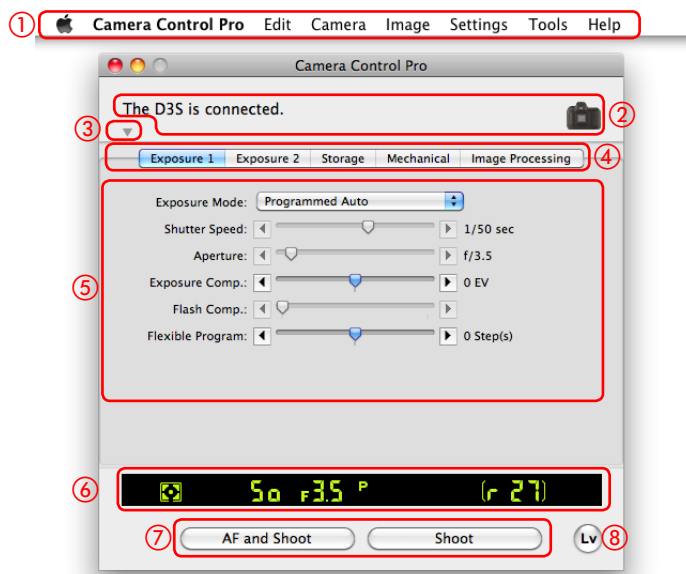 ① Camera Control Pro Edit Camera Image Settings Tools Help
Camera Control Pro
The D3S is connected. ②
③
Exposure 1 Exposure 2 Storage Mechanical Image Processing ④
⑤
Exposure Mode: Programmed Auto
Shutter Speed: 1/50 sec
Aperture: f/3.5
Exposure Comp.: 0 EV
Flash Comp.:
Flexible Program: 0 Step(s)
⑥ 50 F3.5 P (r 27)
⑦ AF and Shoot Shoot Lv ⑧